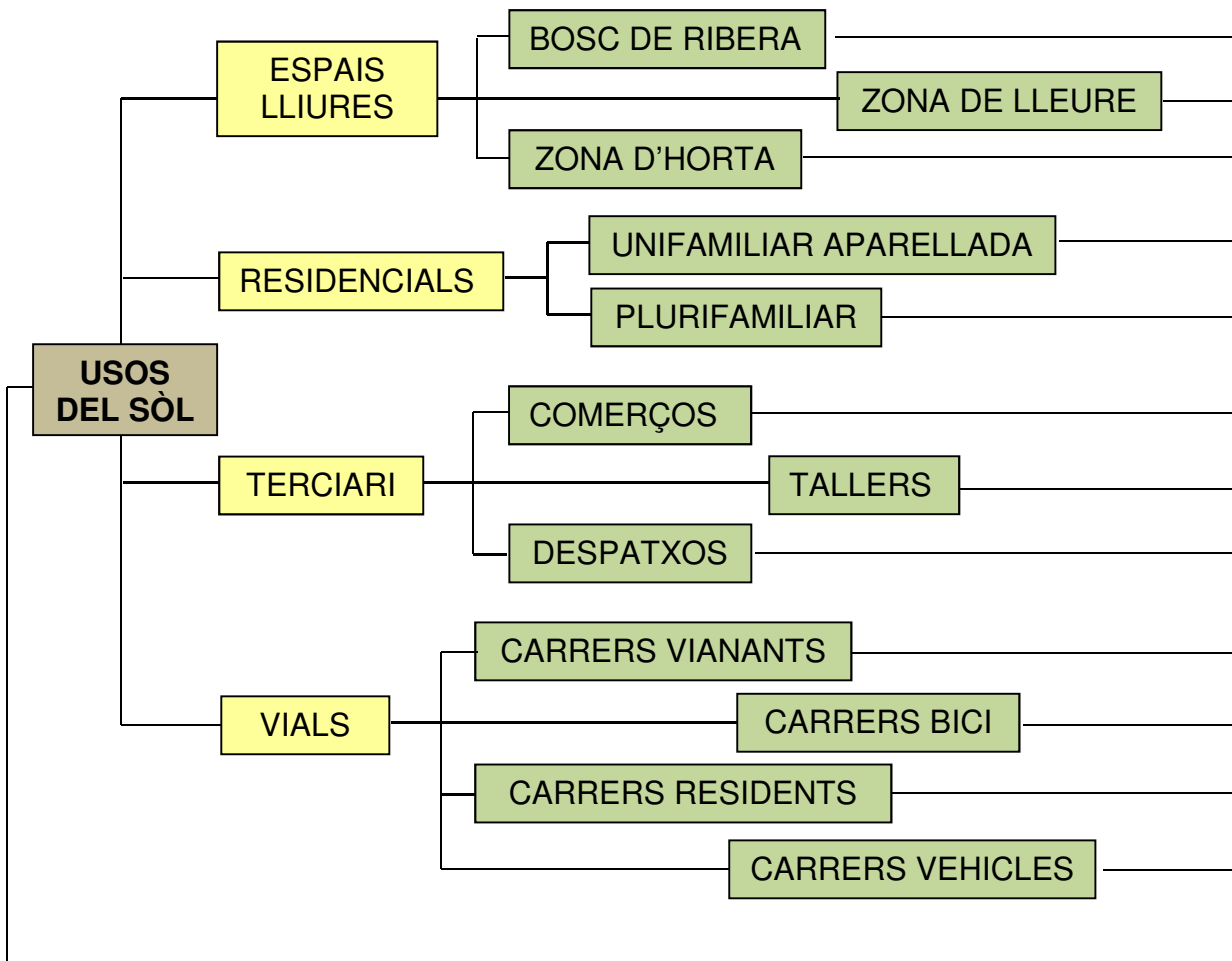 ESPAIS
LLIURES
BOSC DE RIBERA
ZONA DE LLEURE
ZONA D'HORTA
RESIDENCIALS
UNIFAMILIAR APARELLADA
PLURIFAMILIAR
USOS
DEL SÒL
TERCIARI
COMERÇOS
TALLERS
DESPATXOS
VIALS
CARRERS VIANANTS
CARRERS BICI
CARRERS RESIDENTS
CARRERS VEHICLES